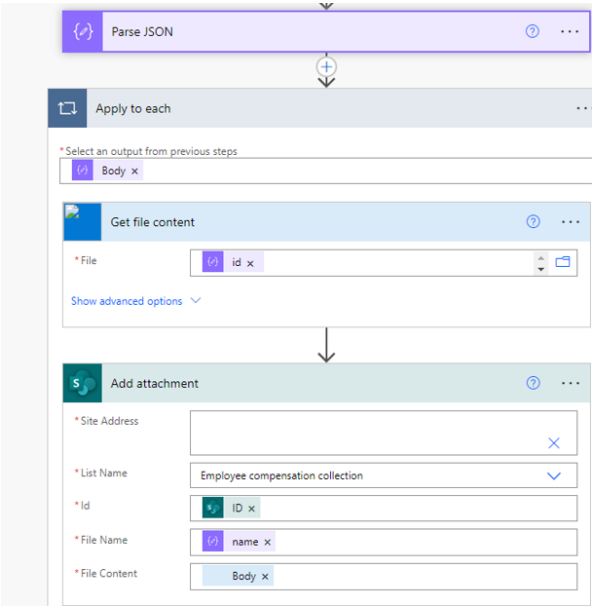 Parse JSON
Apply to each
* Select an output from previous steps
Body ×
Get file content
* File
id ×
Show advanced options
Add attachment
* Site Address
* List Name
Employee compensation collection
* Id
ID ×
* File Name
name ×
* File Content
Body ×